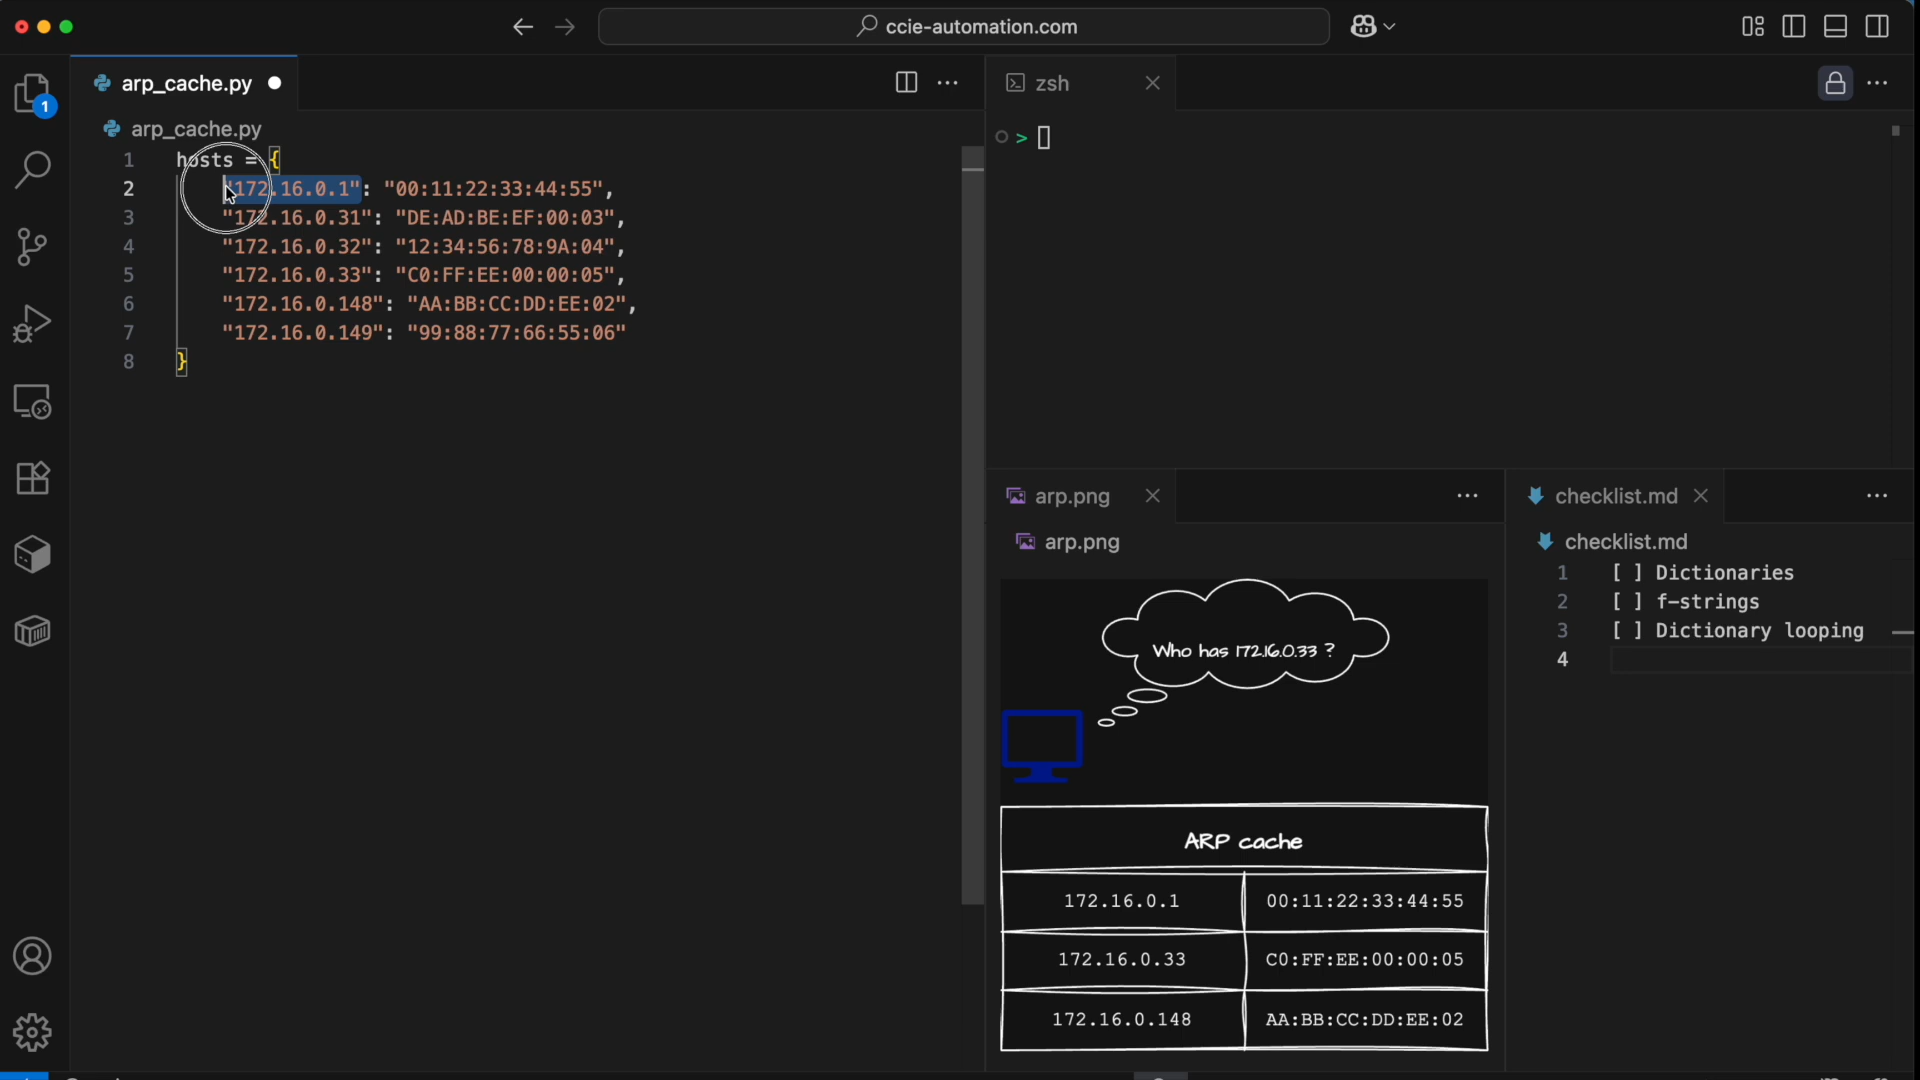 ccie-automation.com
1
arp_cache.py
arp_cache.py
1 hosts = {
2 "172.16.0.1": "00:11:22:33:44:55",
3 "172.16.0.31": "DE:AD:BE:EF:00:03",
4 "172.16.0.32": "12:34:56:78:9A:04",
5 "172.16.0.33": "C0:FF:EE:00:00:05",
6 "172.16.0.148": "AA:BB:CC:DD:EE:02",
7 "172.16.0.149": "99:88:77:66:55:06"
8 }
zsh
>
arp.png
arp.png
Who has 172.16.0.33 ?
ARP cache
172.16.0.1 00:11:22:33:44:55
172.16.0.33 C0:FF:EE:00:00:05
172.16.0.148 AA:BB:CC:DD:EE:02
checklist.md
checklist.md
1 [ ] Dictionaries
2 [ ] f-strings
3 [ ] Dictionary looping
4